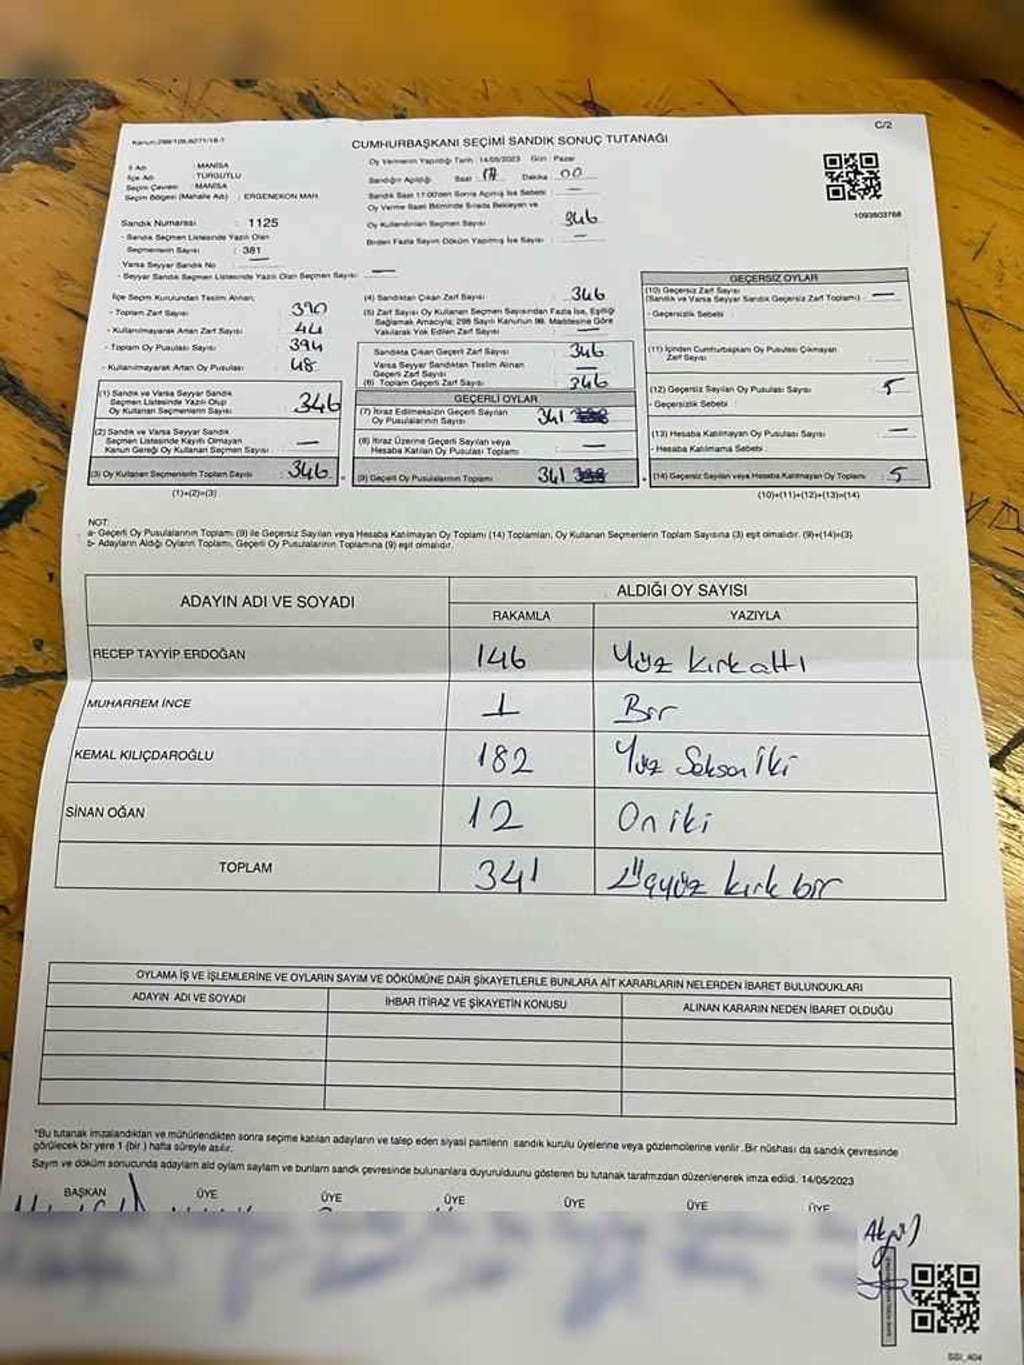 C/2
Kanun:298/109,6271/18-1
CUMHURBAŞKANI SEÇİMİ SANDIK SONUÇ TUTANAĞI
İl Adı : MANİSA
İlçe Adı : TURGUTLU
Seçim Çevresi : MANİSA
Seçim Bölgesi (Mahalle Adı) : ERGENEKON MAH.
Oy Vermenin Yapıldığı Tarih : 14/05/2023 Gün : Pazar
Sandığın Açıldığı Saat : 17 Dakika : 00
Sandık Saat 17:00'den Sonra Açılmış İse Sebebi : —
Oy Verme Saati Bitiminde Sırada Bekleyen ve
Oy Kullandırılan Seçmen Sayısı : 346
Birden Fazla Sayım Döküm Yapılmış İse Sayısı : —
1093603768
Sandık Numarası : 1125
- Sandık Seçmen Listesinde Yazılı Olan
Seçmenlerin Sayısı : 381
Varsa Seyyar Sandık No : —
- Seyyar Sandık Seçmen Listesinde Yazılı Olan Seçmen Sayısı : —
İlçe Seçim Kurulundan Teslim Alınan;
- Toplam Zarf Sayısı : 390
- Kullanılmayarak Artan Zarf Sayısı : 44
- Toplam Oy Pusulası Sayısı : 394
- Kullanılmayarak Artan Oy Pusulası : 48
(1) Sandık ve Varsa Seyyar Sandık
Seçmen Listesinde Yazılı Olup
Oy Kullanan Seçmenlerin Sayısı : 346
(2) Sandık ve Varsa Seyyar Sandık
Seçmen Listesinde Kayıtlı Olmayan
Kanun Gereği Oy Kullanan Seçmen Sayısı : —
(3) Oy Kullanan Seçmenlerin Toplam Sayısı : 346
(1)+(2)=(3)
(4) Sandıktan Çıkan Zarf Sayısı : 346
(5) Zarf Sayısı Oy Kullanan Seçmen Sayısından Fazla İse, Eşitliği
Sağlamak Amacıyla; 298 Sayılı Kanunun 98. Maddesine Göre
Yakılarak Yok Edilen Zarf Sayısı : —
Sandıkta Çıkan Geçerli Zarf Sayısı : 346
Varsa Seyyar Sandıktan Teslim Alınan
Geçerli Zarf Sayısı : —
(6) Toplam Geçerli Zarf Sayısı : 346
GEÇERLİ OYLAR
(7) İtiraz Edilmeksizin Geçerli Sayılan
Oy Pusulalarının Sayısı : 341
(8) İtiraz Üzerine Geçerli Sayılan veya
Hesaba Katılan Oy Pusulası Toplamı : —
(9) Geçerli Oy Pusulalarının Toplamı : 341
GEÇERSİZ OYLAR
(10) Geçersiz Zarf Sayısı
(Sandık ve Varsa Seyyar Sandık Geçersiz Zarf Toplamı) : —
- Geçersizlik Sebebi :
(11) İçinden Cumhurbaşkanı Oy Pusulası Çıkmayan
Zarf Sayısı :
(12) Geçersiz Sayılan Oy Pusulası Sayısı : 5
- Geçersizlik Sebebi :
(13) Hesaba Katılmayan Oy Pusulası Sayısı : —
- Hesaba Katılmama Sebebi :
(14) Geçersiz Sayılan veya Hesaba Katılmayan Oy Toplamı : 5
(10)+(11)+(12)+(13)=(14)
NOT:
a- Geçerli Oy Pusulalarının Toplamı (9) ile Geçersiz Sayılan veya Hesaba Katılmayan Oy Toplamı (14) Toplamları, Oy Kullanan Seçmenlerin Toplam Sayısına (3) eşit olmalıdır. (9)+(14)=(3)
b- Adayların Aldığı Oyların Toplamı, Geçerli Oy Pusulalarının Toplamına (9) eşit olmalıdır.
ADAYIN ADI VE SOYADI
ALDIĞI OY SAYISI
RAKAMLA YAZIYLA
RECEP TAYYİP ERDOĞAN 146 Yüz kırk altı
MUHARREM İNCE 1 Bir
KEMAL KILIÇDAROĞLU 182 Yüz Seksen İki
SİNAN OĞAN 12 On iki
TOPLAM 341 Üçyüz kırk bir
OYLAMA İŞ VE İŞLEMLERİNE VE OYLARIN SAYIM VE DÖKÜMÜNE DAİR ŞİKAYETLERLE BUNLARA AİT KARARLARIN NELERDEN İBARET BULUNDUKLARI
ADAYIN ADI VE SOYADI İHBAR İTİRAZ VE ŞİKAYETİN KONUSU ALINAN KARARIN NEDEN İBARET OLDUĞU
*Bu tutanak imzalandıktan ve mühürlendikten sonra seçime katılan adayların ve talep eden siyasi partilerin sandık kurulu üyelerine veya gözlemcilerine verilir. Bir nüshası da sandık çevresinde
görülecek bir yere 1 (bir) hafta süreyle asılır.
Sayım ve döküm sonucunda adayların aldı oyların sayıları ve bunların sandk çevresinde bulunanlara duyurulduunu gösteren bu tutanak tarafmzdan düzenlenerek imza edildi. 14/05/2023
BAŞKAN ÜYE ÜYE ÜYE ÜYE ÜYE ÜYE